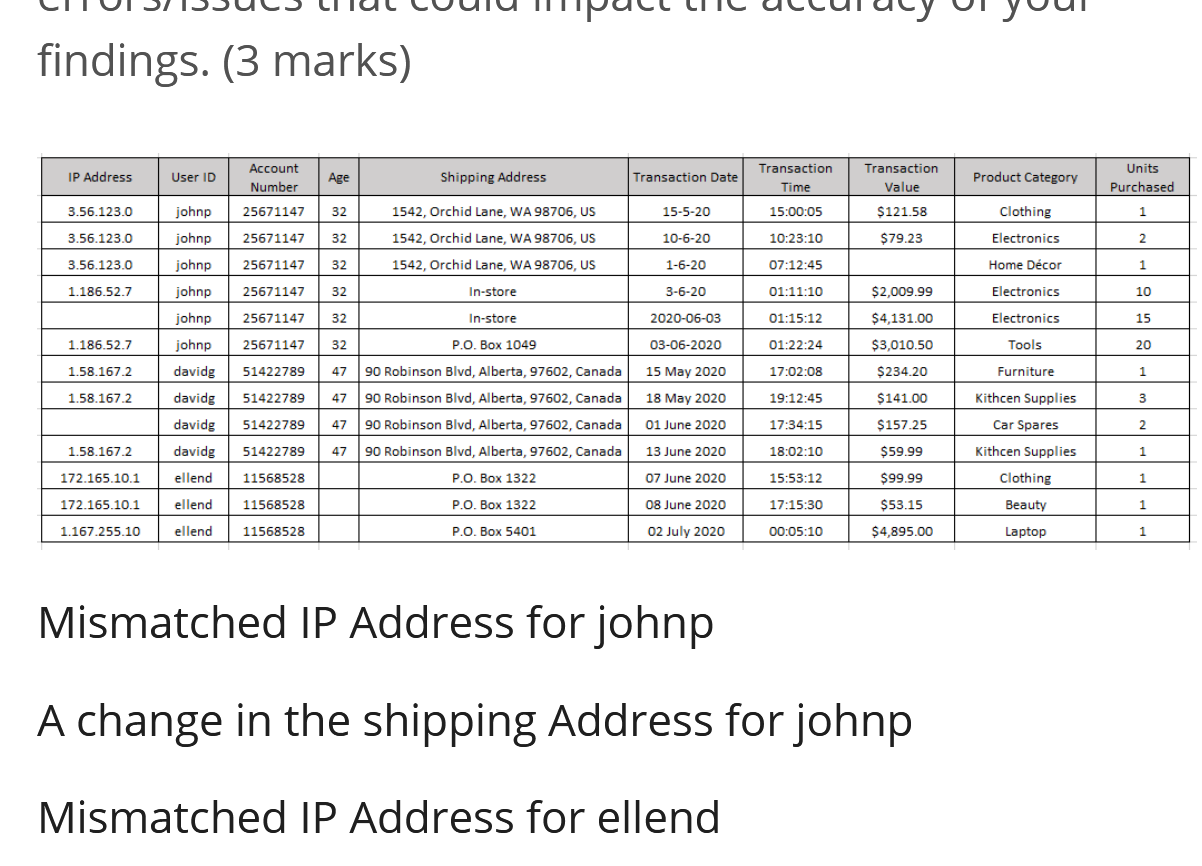 errors/issues that could impact the accuracy of your
findings. (3 marks)
IP Address User ID Account Number Age Shipping Address Transaction Date Transaction Time Transaction Value Product Category Units Purchased
3.56.123.0 johnp 25671147 32 1542, Orchid Lane, WA 98706, US 15-5-20 15:00:05 $121.58 Clothing 1
3.56.123.0 johnp 25671147 32 1542, Orchid Lane, WA 98706, US 10-6-20 10:23:10 $79.23 Electronics 2
3.56.123.0 johnp 25671147 32 1542, Orchid Lane, WA 98706, US 1-6-20 07:12:45 Home Décor 1
1.186.52.7 johnp 25671147 32 In-store 3-6-20 01:11:10 $2,009.99 Electronics 10
johnp 25671147 32 In-store 2020-06-03 01:15:12 $4,131.00 Electronics 15
1.186.52.7 johnp 25671147 32 P.O. Box 1049 03-06-2020 01:22:24 $3,010.50 Tools 20
1.58.167.2 davidg 51422789 47 90 Robinson Blvd, Alberta, 97602, Canada 15 May 2020 17:02:08 $234.20 Furniture 1
1.58.167.2 davidg 51422789 47 90 Robinson Blvd, Alberta, 97602, Canada 18 May 2020 19:12:45 $141.00 Kithcen Supplies 3
davidg 51422789 47 90 Robinson Blvd, Alberta, 97602, Canada 01 June 2020 17:34:15 $157.25 Car Spares 2
1.58.167.2 davidg 51422789 47 90 Robinson Blvd, Alberta, 97602, Canada 13 June 2020 18:02:10 $59.99 Kithcen Supplies 1
172.165.10.1 ellend 11568528 P.O. Box 1322 07 June 2020 15:53:12 $99.99 Clothing 1
172.165.10.1 ellend 11568528 P.O. Box 1322 08 June 2020 17:15:30 $53.15 Beauty 1
1.167.255.10 ellend 11568528 P.O. Box 5401 02 July 2020 00:05:10 $4,895.00 Laptop 1
Mismatched IP Address for johnp
A change in the shipping Address for johnp
Mismatched IP Address for ellend